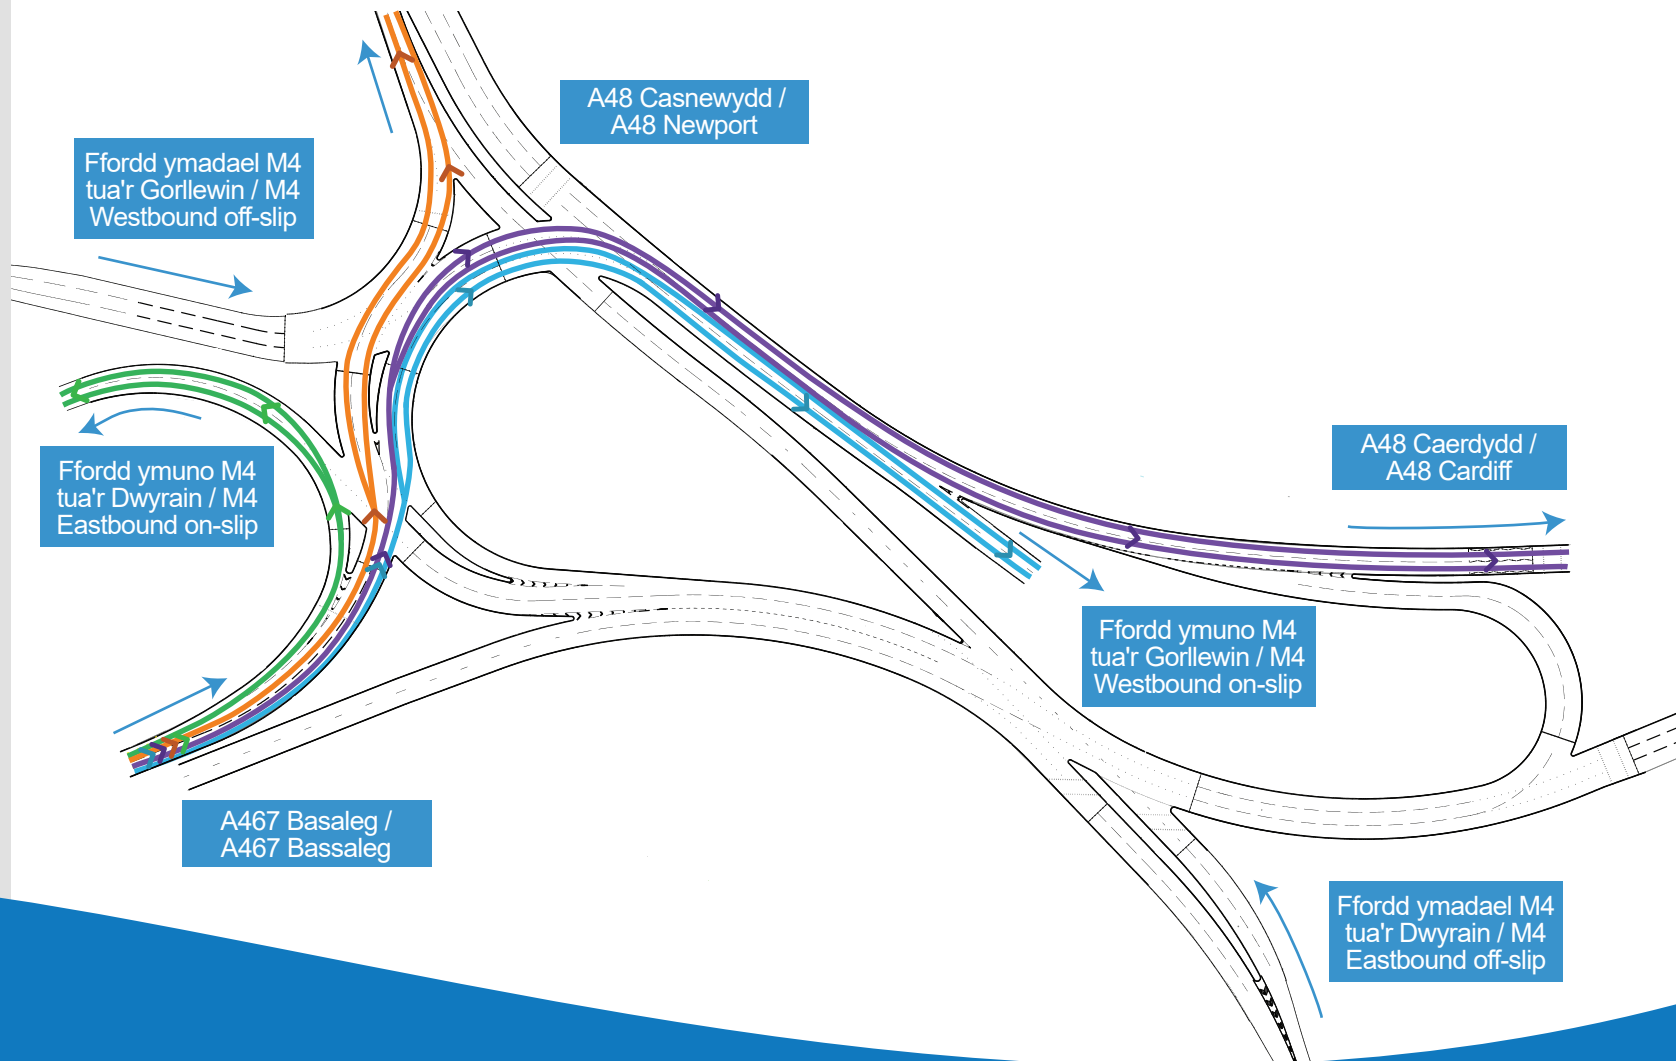 A48 Casnewydd /
A48 Newport
Ffordd ymadael M4
tua'r Gorllewin / M4
Westbound off-slip
Ffordd ymuno M4
tua'r Dwyrain / M4
Eastbound on-slip
A48 Caerdydd /
A48 Cardiff
Ffordd ymuno M4
tua'r Gorllewin / M4
Westbound on-slip
A467 Basaleg /
A467 Bassaleg
Ffordd ymadael M4
tua'r Dwyrain / M4
Eastbound off-slip